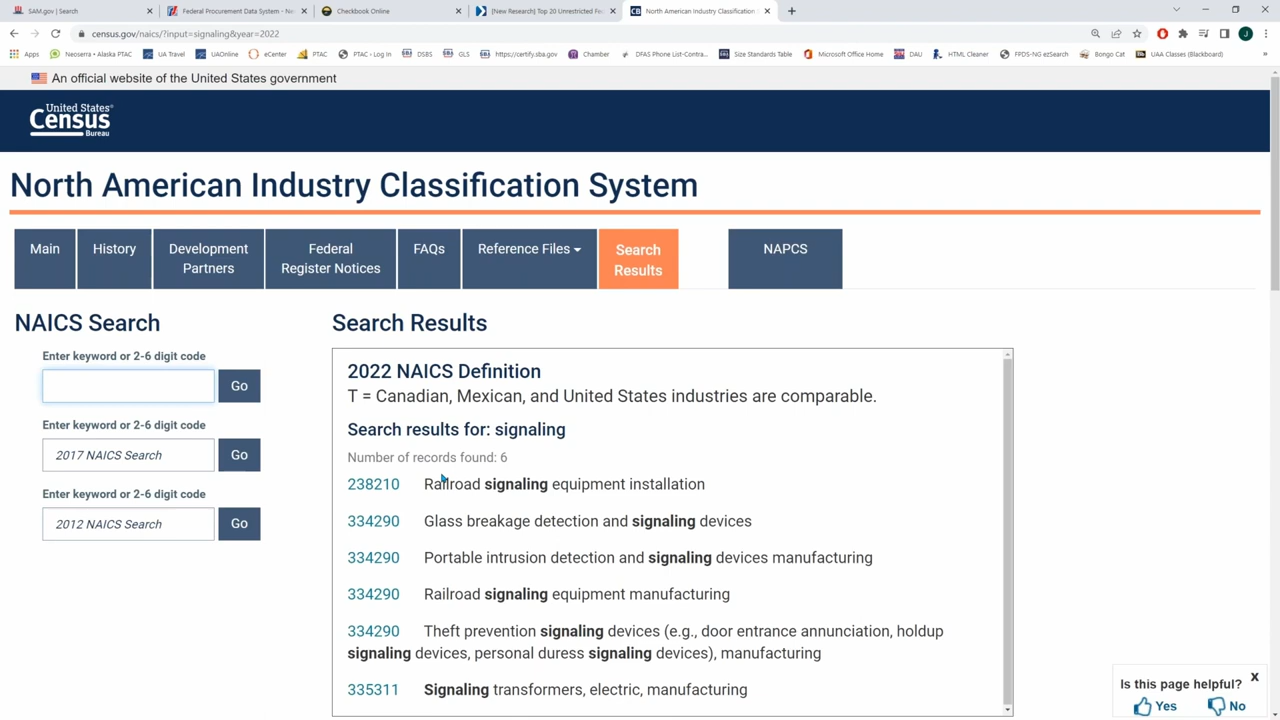 SAM.gov | Search
Federal Procurement Data System - Ne
Checkbook Online
[New Research] Top 20 Unrestricted Fe
North American Industry Classification
census.gov/naics/?input=signaling&year=2022
Apps
Neoserra • Alaska PTAC
UA Travel
UAOnline
eCenter
PTAC
PTAC - Log In
DSBS
GLS
https://certify.sba.gov
Chamber
DFAS Phone List-Contra...
Size Standards Table
Microsoft Office Home
DAU
HTML Cleaner
FPDS-NG ezSearch
Bongo Cat
UAA Classes (Blackboard)
An official website of the United States government
United States®
Census
Bureau
North American Industry Classification System
Main
History
Development
Partners
Federal
Register Notices
FAQs
Reference Files
Search
Results
NAPCS
NAICS Search
Enter keyword or 2-6 digit code
Go
Enter keyword or 2-6 digit code
2017 NAICS Search
Go
Enter keyword or 2-6 digit code
2012 NAICS Search
Go
Search Results
2022 NAICS Definition
T = Canadian, Mexican, and United States industries are comparable.
Search results for: signaling
Number of records found: 6
238210 Railroad signaling equipment installation
334290 Glass breakage detection and signaling devices
334290 Portable intrusion detection and signaling devices manufacturing
334290 Railroad signaling equipment manufacturing
334290 Theft prevention signaling devices (e.g., door entrance annunciation, holdup
signaling devices, personal duress signaling devices), manufacturing
335311 Signaling transformers, electric, manufacturing
Is this page helpful? X
Yes
No